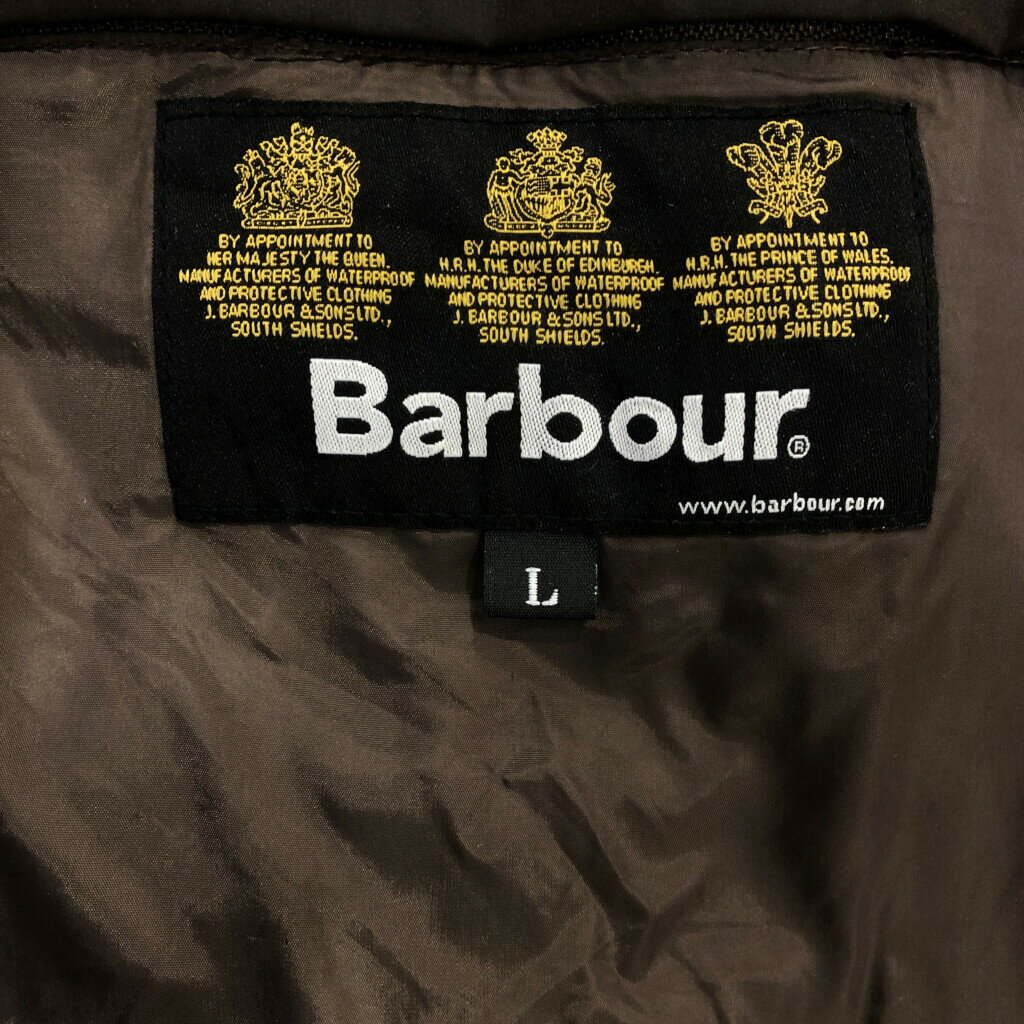 BY APPOINTMENT TO
HER MAJESTY THE QUEEN.
MANUFACTURERS OF WATERPROOF
AND PROTECTIVE CLOTHING
J. BARBOUR & SONS LTD.,
SOUTH SHIELDS.
BY APPOINTMENT TO
H.R.H. THE DUKE OF EDINBURGH.
MANUFACTURERS OF WATERPROOF
AND PROTECTIVE CLOTHING
J. BARBOUR & SONS LTD.,
SOUTH SHIELDS.
BY APPOINTMENT TO
H.R.H. THE PRINCE OF WALES.
MANUFACTURERS OF WATERPROOF
AND PROTECTIVE CLOTHING
J. BARBOUR & SONS LTD.,
SOUTH SHIELDS.
Barbour®
www.barbour.com
L